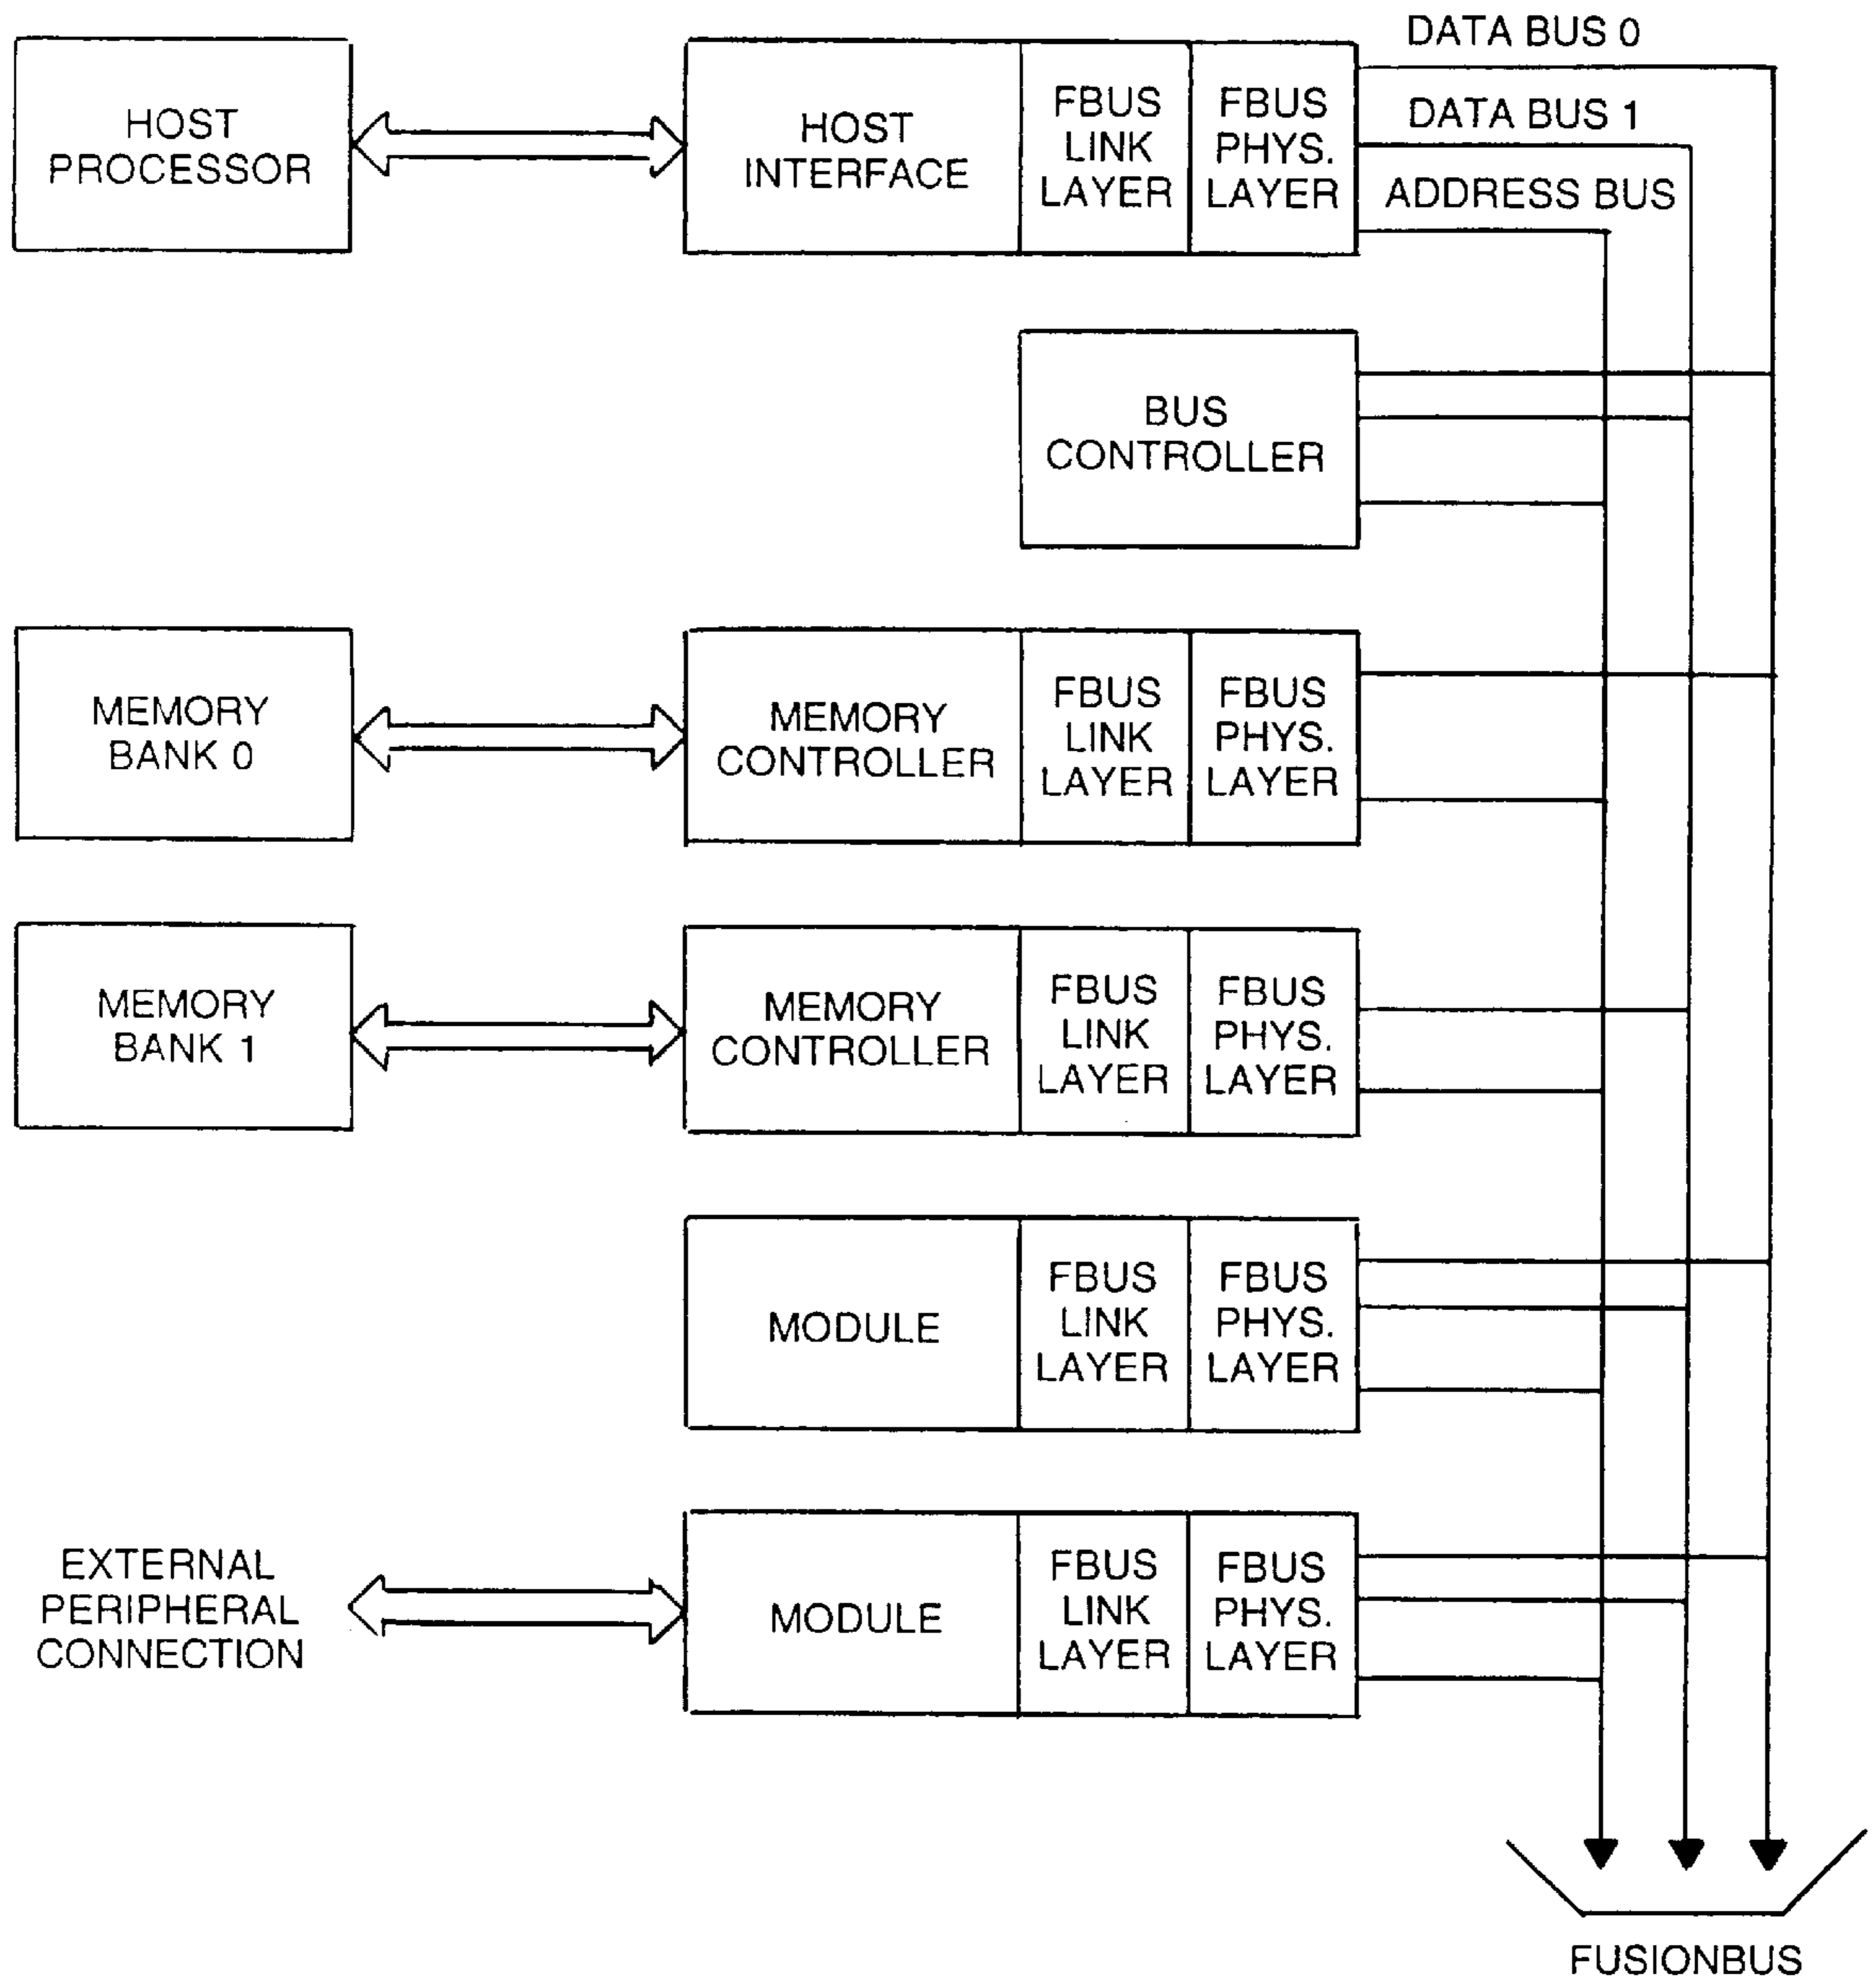 DATA BUS 0
HOST
PROCESSOR
HOST
INTERFACE
FBUS
LINK
LAYER
FBUS
PHYS.
LAYER
DATA BUS 1
ADDRESS BUS
BUS
CONTROLLER
MEMORY
BANK 0
MEMORY
CONTROLLER
FBUS
LINK
LAYER
FBUS
PHYS.
LAYER
MEMORY
BANK 1
MEMORY
CONTROLLER
FBUS
LINK
LAYER
FBUS
PHYS.
LAYER
MODULE
FBUS
LINK
LAYER
FBUS
PHYS.
LAYER
EXTERNAL
PERIPHERAL
CONNECTION
MODULE
FBUS
LINK
LAYER
FBUS
PHYS.
LAYER
FUSIONBUS